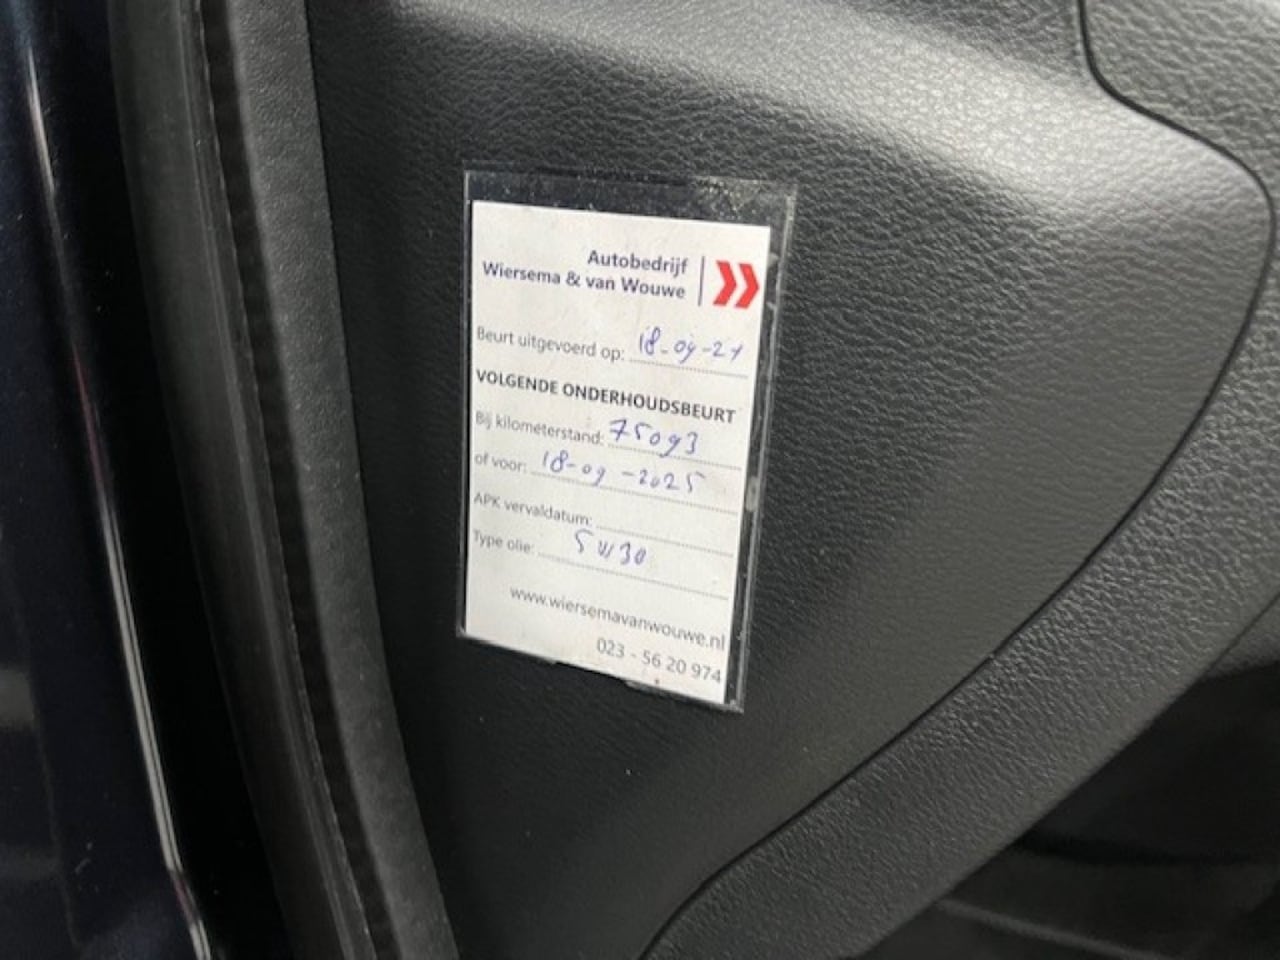 Autobedrijf
Wiersema & van Wouwe
Beurt uitgevoerd op: 18-09-24
VOLGENDE ONDERHOUDSBEURT
Bij kilometerstand: 75093
of voor: 18-09-2025
APK vervaldatum:
Type olie: 5W30
www.wiersemavanwouwe.nl
023 - 56 20 974